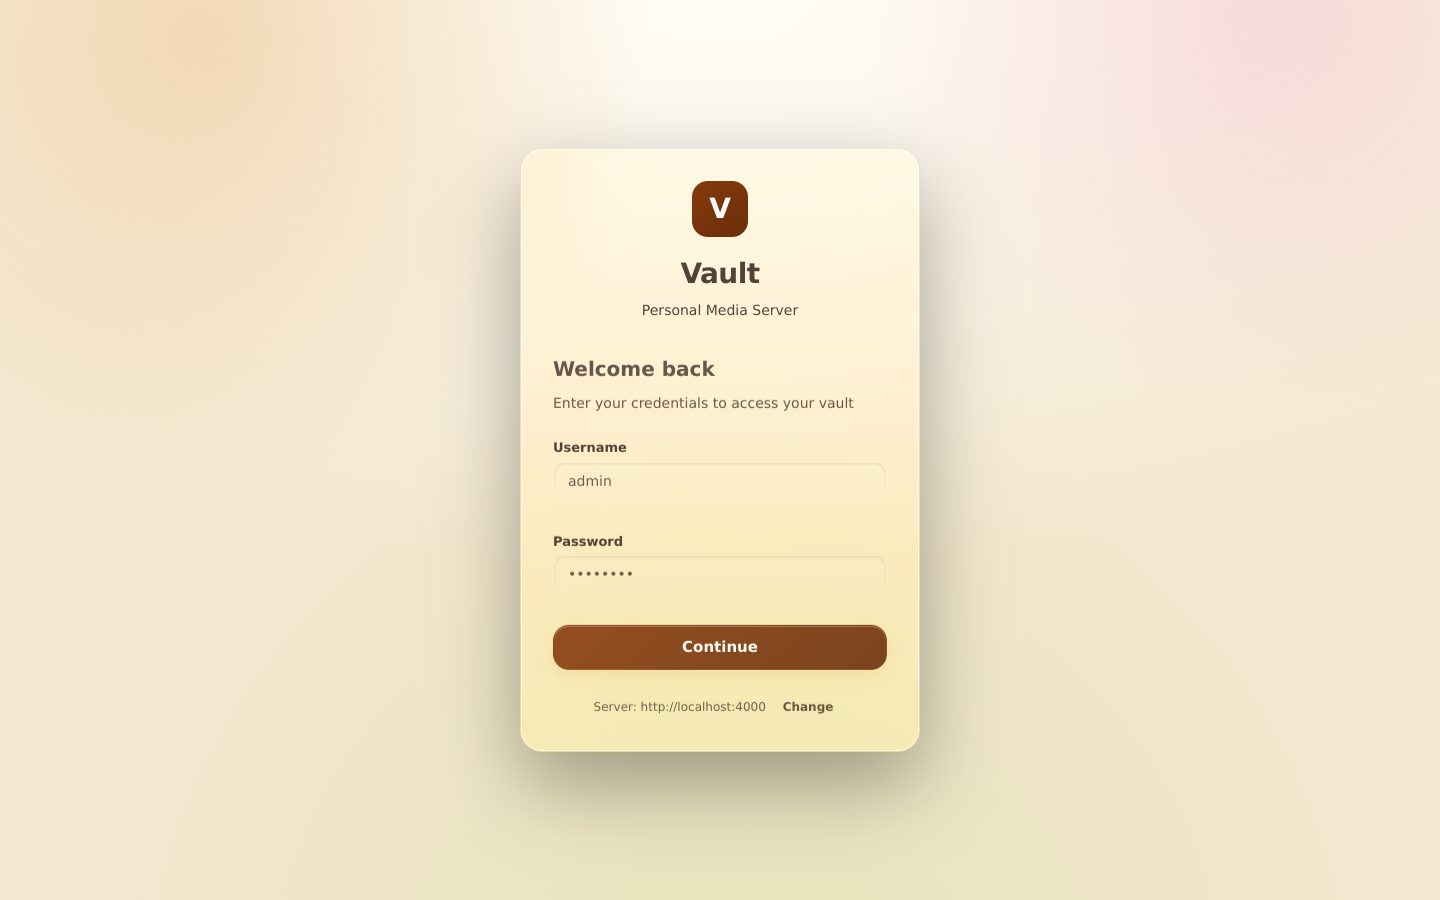 V
Vault
Personal Media Server
Welcome back
Enter your credentials to access your vault
Username
admin
Password
••••••••
Continue
Server: http://localhost:4000 Change